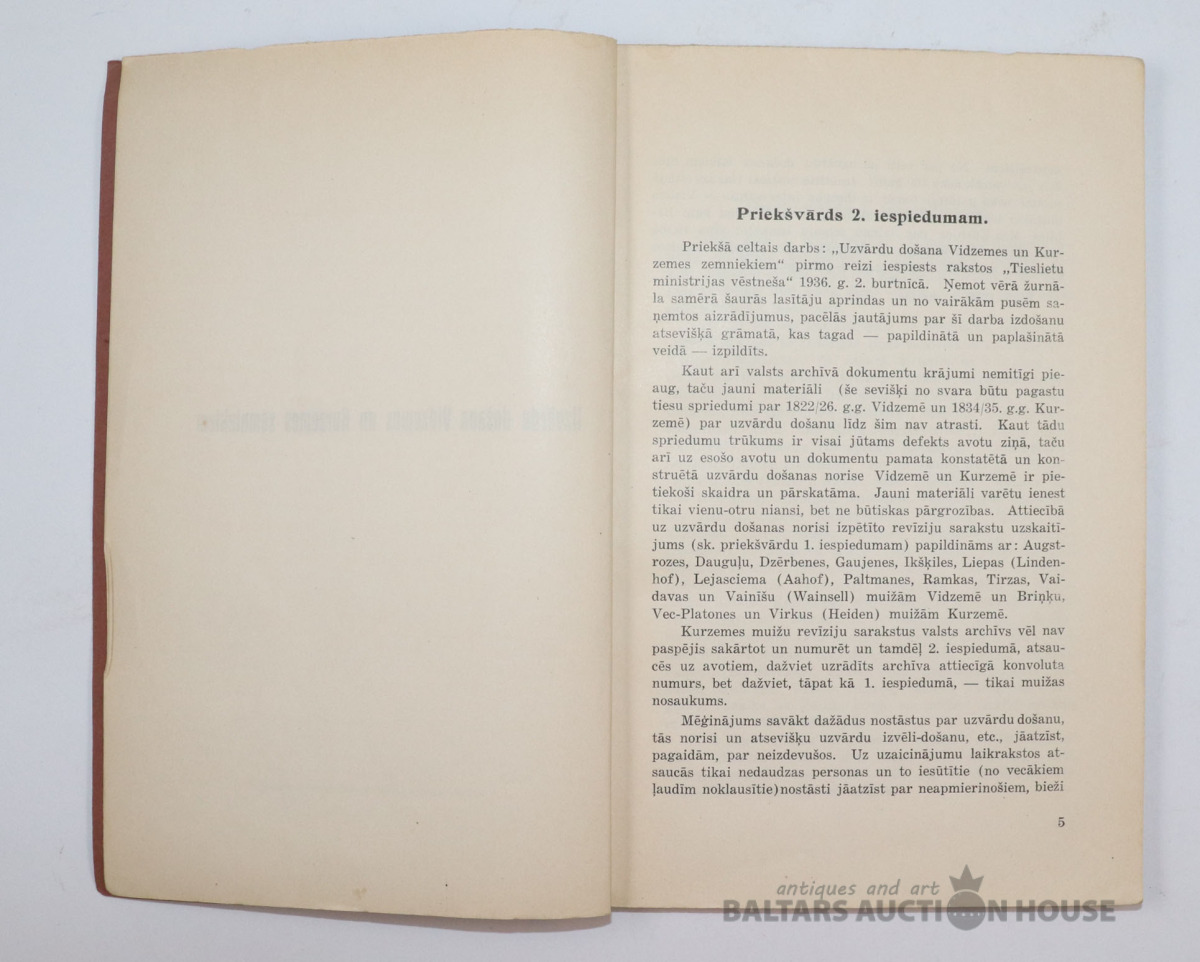 Priekšvārds 2. iespiedumam.
Priekšā celtais darbs: „Uzvārdu došana Vidzemes un Kur-
zemes zemniekiem“ pirmo reizi iespiests rakstos „Tieslietu
ministrijas vēstneša“ 1936. g. 2. burtnīcā. Ņemot vērā žurnā-
la samērā šaurās lasītāju aprindas un no vairākām pusēm sa-
ņemtos aizrādījumus, pacēlās jautājums par šī darba izdošanu
atsevišķā grāmatā, kas tagad — papildinātā un paplašinātā
veidā — izpildīts.
Kaut arī valsts archīvā dokumentu krājumi nemitīgi pie-
aug, taču jauni materiāli (še sevišķi no svara būtu pagastu
tiesu spriedumi par 1822/26. g.g. Vidzemē un 1834/35. g.g. Kur-
zemē) par uzvārdu došanu līdz šim nav atrasti. Kaut tādu
spriedumu trūkums ir visai jūtams defekts avotu ziņā, taču
arī uz esošo avotu un dokumentu pamata konstatētā un kon-
struētā uzvārdu došanas norise Vidzemē un Kurzemē ir pie-
tiekoši skaidra un pārskatāma. Jauni materiāli varētu ienest
tikai vienu-otru niansi, bet ne būtiskas pārgrozības. Attiecībā
uz uzvārdu došanas norisi izpētīto revīziju sarakstu uzskaitī-
jums (sk. priekšvārdu 1. iespiedumam) papildināms ar: Augst-
rozes, Dauguļu, Dzērbenes, Gaujenes, Ikšķiles, Liepas (Linden-
hof), Lejasciema (Aahof), Paltmanes, Ramkas, Tirzas, Vai-
davas un Vainīšu (Wainsell) muižām Vidzemē un Briņķu,
Vec-Platones un Virkus (Heiden) muižām Kurzemē.
Kurzemes muižu revīziju sarakstus valsts archīvs vēl nav
paspējis sakārtot un numurēt un tamdēļ 2. iespiedumā, atsau-
cēs uz avotiem, dažviet uzrādīts archīva attiecīgā konvoluta
numurs, bet dažviet, tāpat kā 1. iespiedumā, — tikai muižas
nosaukums.
Mēģinājums savākt dažādus nostāstus par uzvārdu došanu,
tās norisi un atsevišķu uzvārdu izvēli-došanu, etc., jāatzīst,
pagaidām, par neizdevušos. Uz uzaicinājumu laikrakstos at-
saucās tikai nedaudzas personas un to iesūtītie (no vecākiem
ļaudīm noklausītie) nostāsti jāatzīst par neapmierinošiem, bieži
5
antiques and art
BALTARS AUCTION HOUSE